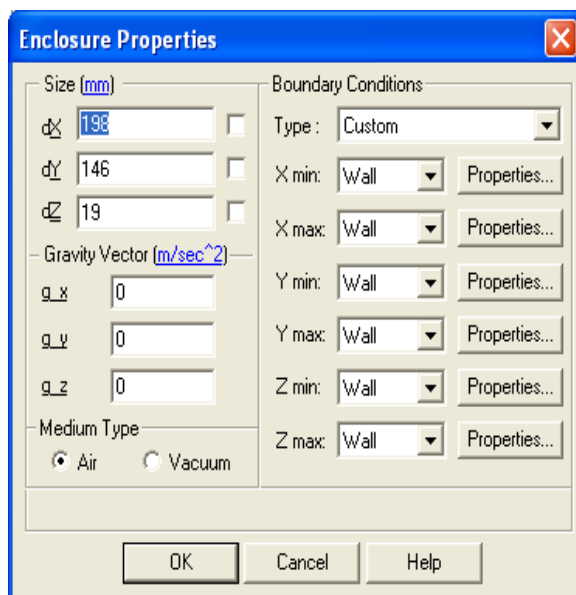 Enclosure Properties
Size (mm)
dX 198
dY 146
dZ 19
Gravity Vector (m/sec^2)
g_x 0
g_y 0
g_z 0
Medium Type
Air Vacuum
Boundary Conditions
Type : Custom
X min: Wall Properties...
X max: Wall Properties...
Y min: Wall Properties...
Y max: Wall Properties...
Z min: Wall Properties...
Z max: Wall Properties...
OK Cancel Help